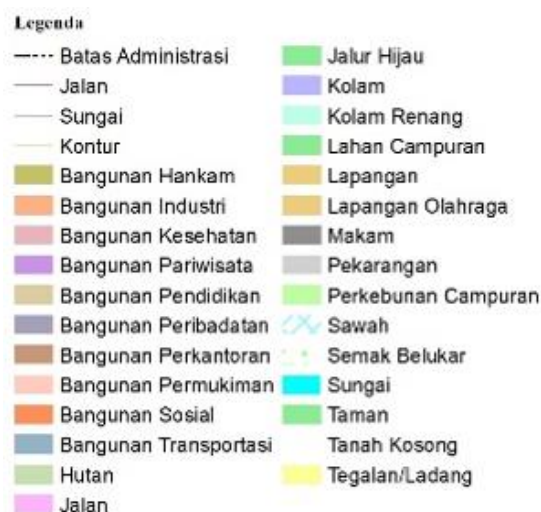 Legenda
Batas Administrasi
Jalan
Sungai
Kontur
Bangunan Hankam
Bangunan Industri
Bangunan Kesehatan
Bangunan Pariwisata
Bangunan Pendidikan
Bangunan Peribadatan
Bangunan Perkantoran
Bangunan Permukiman
Bangunan Sosial
Bangunan Transportasi
Hutan
Jalan
Jalur Hijau
Kolam
Kolam Renang
Lahan Campuran
Lapangan
Lapangan Olahraga
Makam
Pekarangan
Perkebunan Campuran
Sawah
Semak Belukar
Sungai
Taman
Tanah Kosong
Tegalan/Ladang